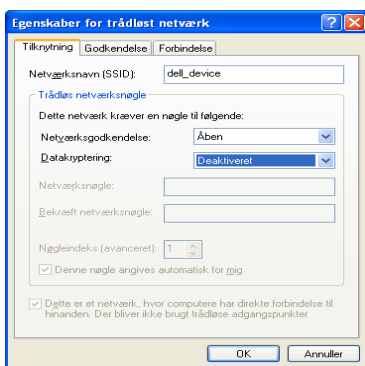 Egenskaber for trådløst netværk
Tilknytning Godkendelse Forbindelse
Netværksnavn (SSID): dell_device
Trådløs netværksnøgle
Dette netværk kræver en nøgle til følgende:
Netværksgodkendelse: Åben
Datakryptering: Deaktiveret
Netværksnøgle:
Bekræft netværksnøgle:
Nøgleindeks (avanceret): 1
Denne nøgle angives automatisk for mig
Dette er et netværk, hvor computere har direkte forbindelse til
hinanden. Der bliver ikke brugt trådløse adgangspunkter
OK Annuller